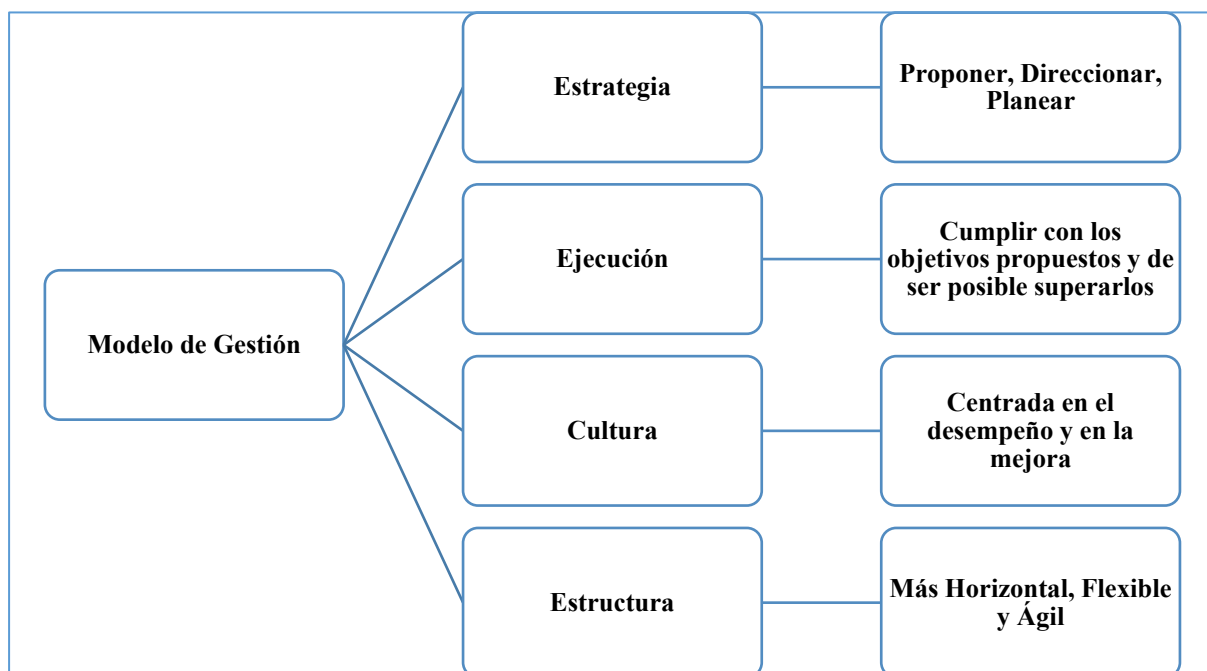 Modelo de Gestión
Estrategia
Proponer, Direccionar,
Planear
Ejecución
Cumplir con los
objetivos propuestos y de
ser posible superarlos
Cultura
Centrada en el
desempeño y en la
mejora
Estructura
Más Horizontal, Flexible
y Ágil